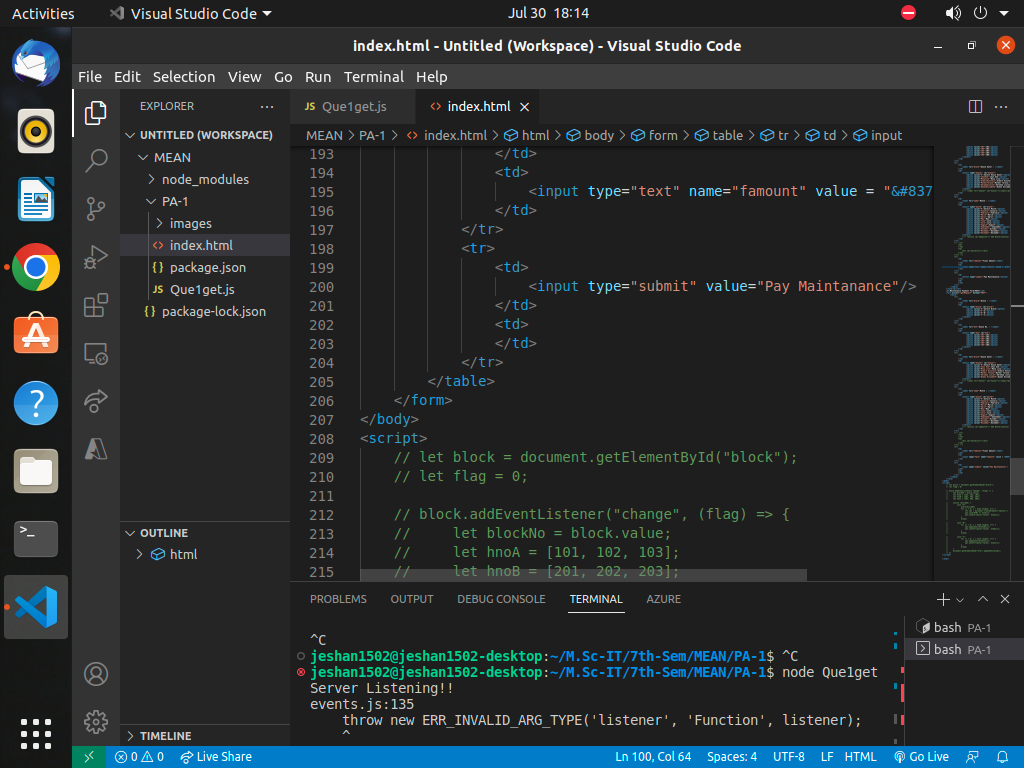 Activities
Visual Studio Code
Jul 30 18:14
index.html - Untitled (Workspace) - Visual Studio Code
File Edit Selection View Go Run Terminal Help
EXPLORER
UNTITLED (WORKSPACE)
MEAN
node_modules
PA-1
images
<> index.html
{} package.json
JS Que1get.js
{} package-lock.json
OUTLINE
html
TIMELINE
JS Que1get.js
<> index.html
MEAN > PA-1 > <> index.html > html > body > form > table > tr > td > input
193 </td>
194 <td>
195 <input type="text" name="famount" value = "&#837
196 </td>
197 </tr>
198 <tr>
199 <td>
200 <input type="submit" value="Pay Maintanance"/>
201 </td>
202 <td>
203 </td>
204 </tr>
205 </table>
206 </form>
207 </body>
208 <script>
209 // let block = document.getElementById("block");
210 // let flag = 0;
211
212 // block.addEventListener("change", (flag) => {
213 // let blockNo = block.value;
214 // let hnoA = [101, 102, 103];
215 // let hnoB = [201, 202, 203];
PROBLEMS OUTPUT DEBUG CONSOLE TERMINAL AZURE
^C
jeshan1502@jeshan1502-desktop:~/M.Sc-IT/7th-Sem/MEAN/PA-1$ ^C
jeshan1502@jeshan1502-desktop:~/M.Sc-IT/7th-Sem/MEAN/PA-1$ node Que1get
Server Listening!!
events.js:135
throw new ERR_INVALID_ARG_TYPE('listener', 'Function', listener);
^
bash PA-1
bash PA-1
0 0 Live Share
Ln 100, Col 64 Spaces: 4 UTF-8 LF HTML Go Live